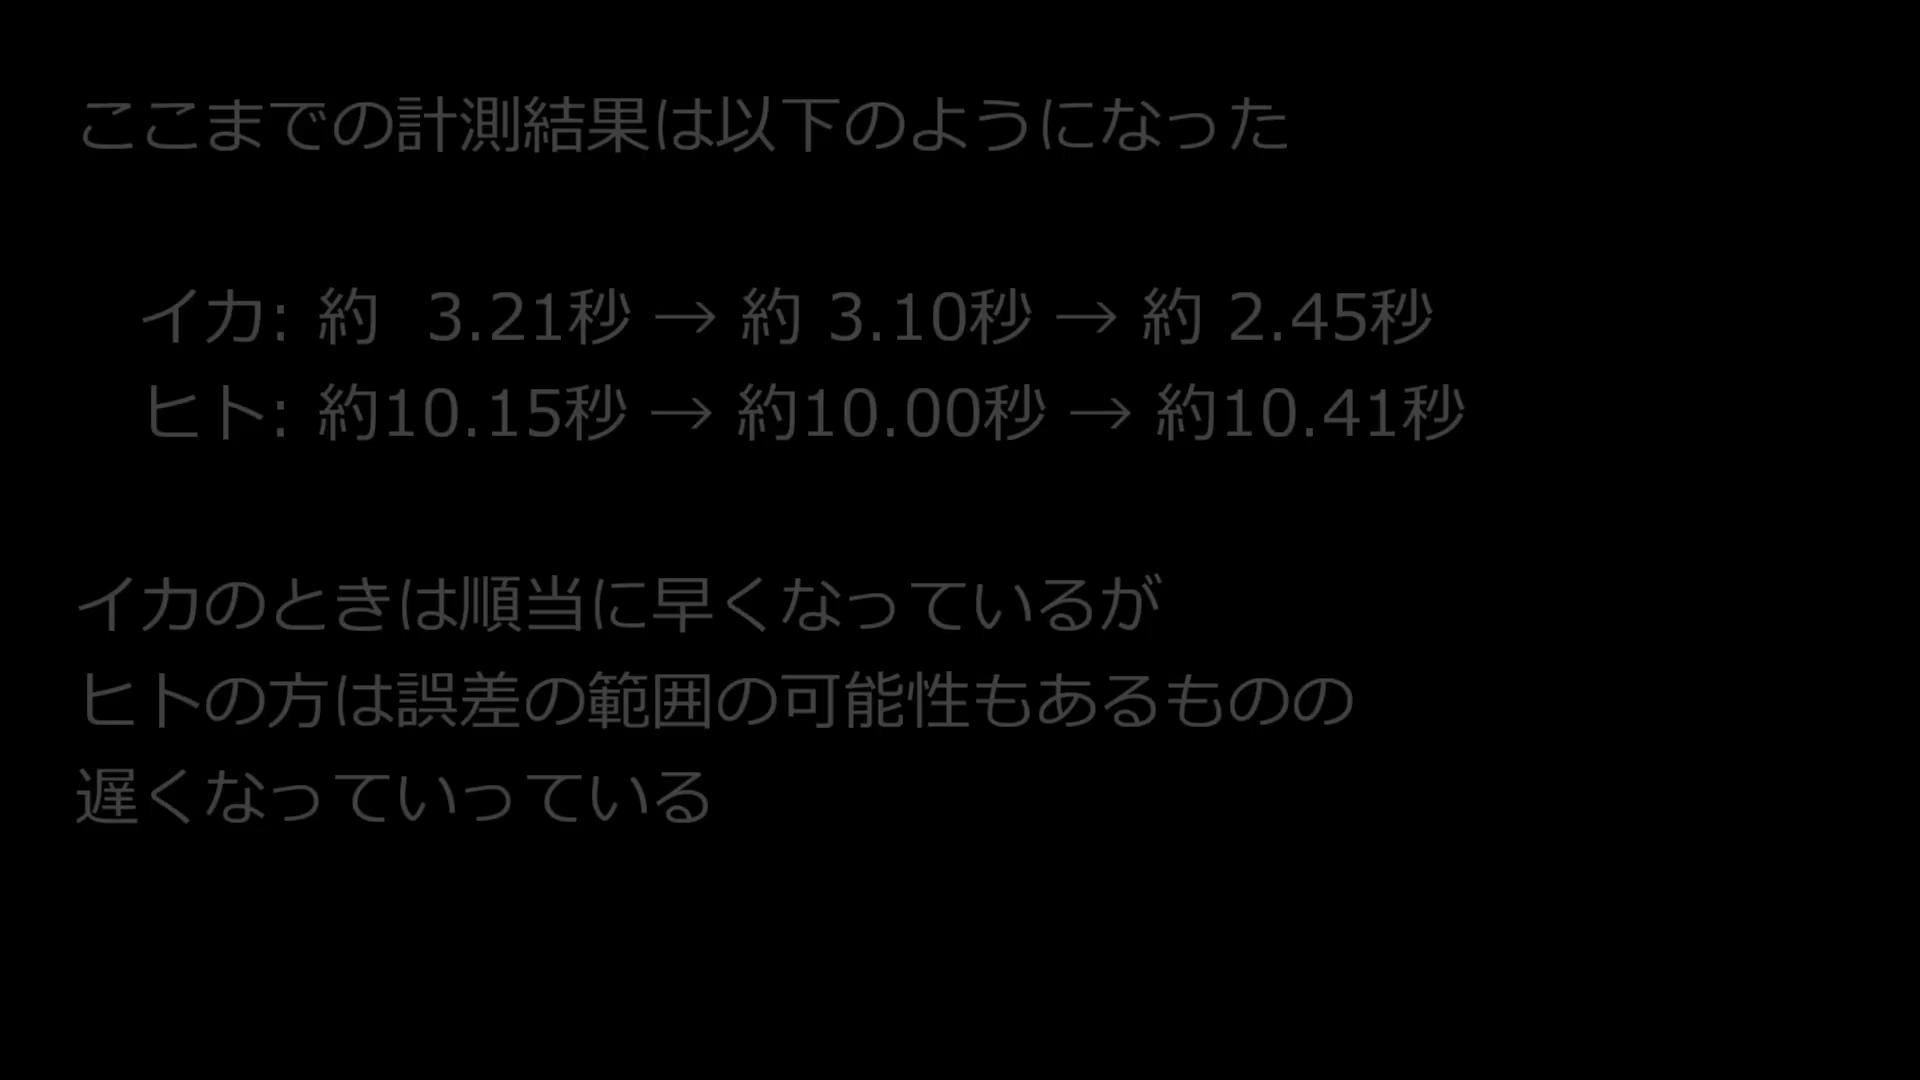 ここまでの計測結果は以下のようになった
イカ: 約 3.21秒 → 約 3.10秒 → 約 2.45秒
ヒト: 約10.15秒 → 約10.00秒 → 約10.41秒
イカのときは順当に早くなっているが
ヒトの方は誤差の範囲の可能性もあるものの
遅くなっていっている